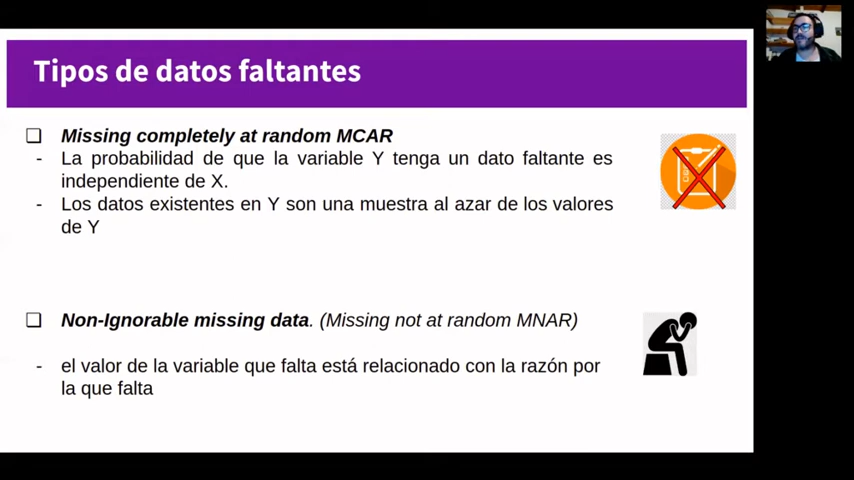 Tipos de datos faltantes
❏ Missing completely at random MCAR
- La probabilidad de que la variable Y tenga un dato faltante es
independiente de X.
- Los datos existentes en Y son una muestra al azar de los valores
de Y
❏ Non-Ignorable missing data. (Missing not at random MNAR)
- el valor de la variable que falta está relacionado con la razón por
la que falta